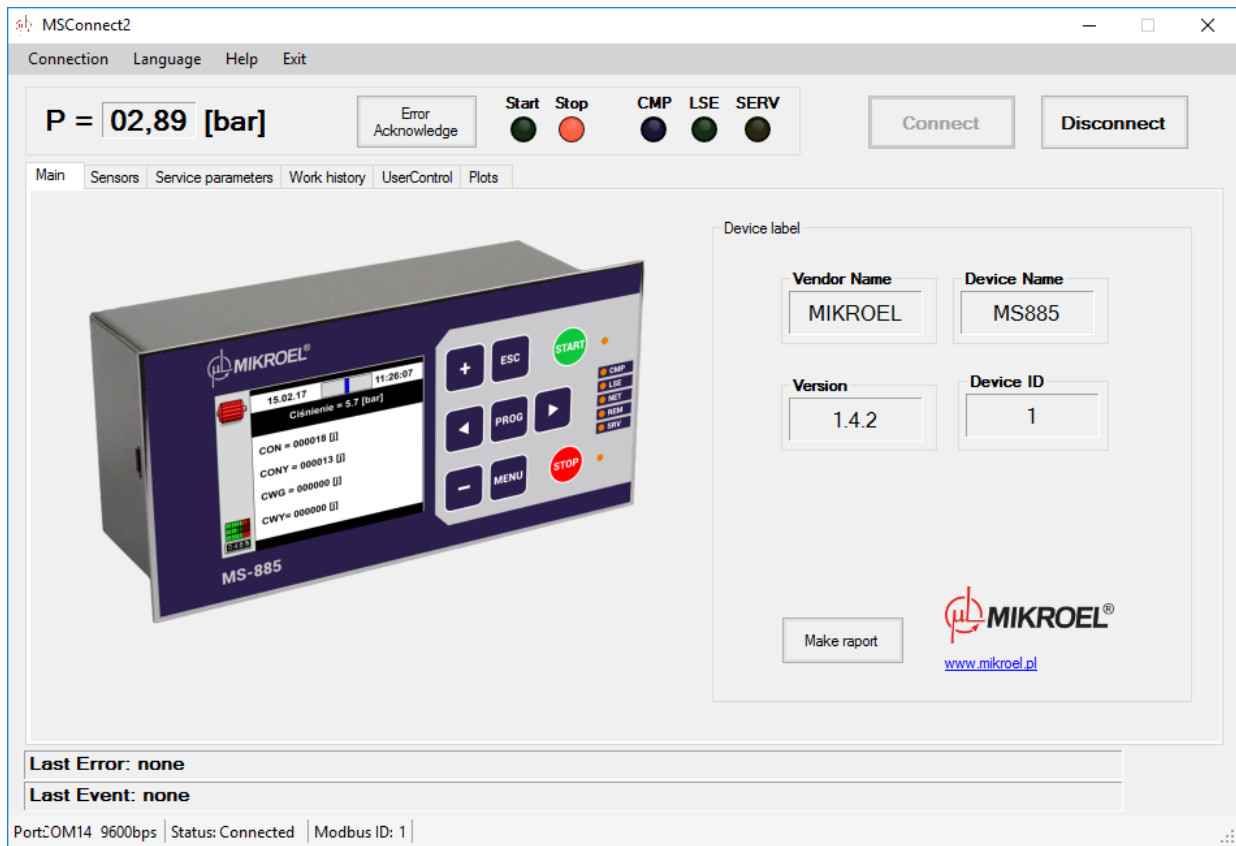 MSConnect2
Connection Language Help Exit
P = 02,89 [bar]
Error
Acknowledge
Start Stop CMP LSE SERV
Connect
Disconnect
Main Sensors Service parameters Work history UserControl Plots
MIKROEL®
15.02.17 11:26:07
Ciśnienie = 5.7 [bar]
CON = 000018 [j]
CONY = 000013 [j]
CWG = 000000 [j]
CWY= 000000 [j]
MS-885
+ ESC START
PROG
- MENU STOP
CMP
LSE
NET
REM
SRV
Device label
Vendor Name
MIKROEL
Device Name
MS885
Version
1.4.2
Device ID
1
Make raport
μL MIKROEL®
www.mikroel.pl
Last Error: none
Last Event: none
Port:COM14 9600bps Status: Connected Modbus ID: 1